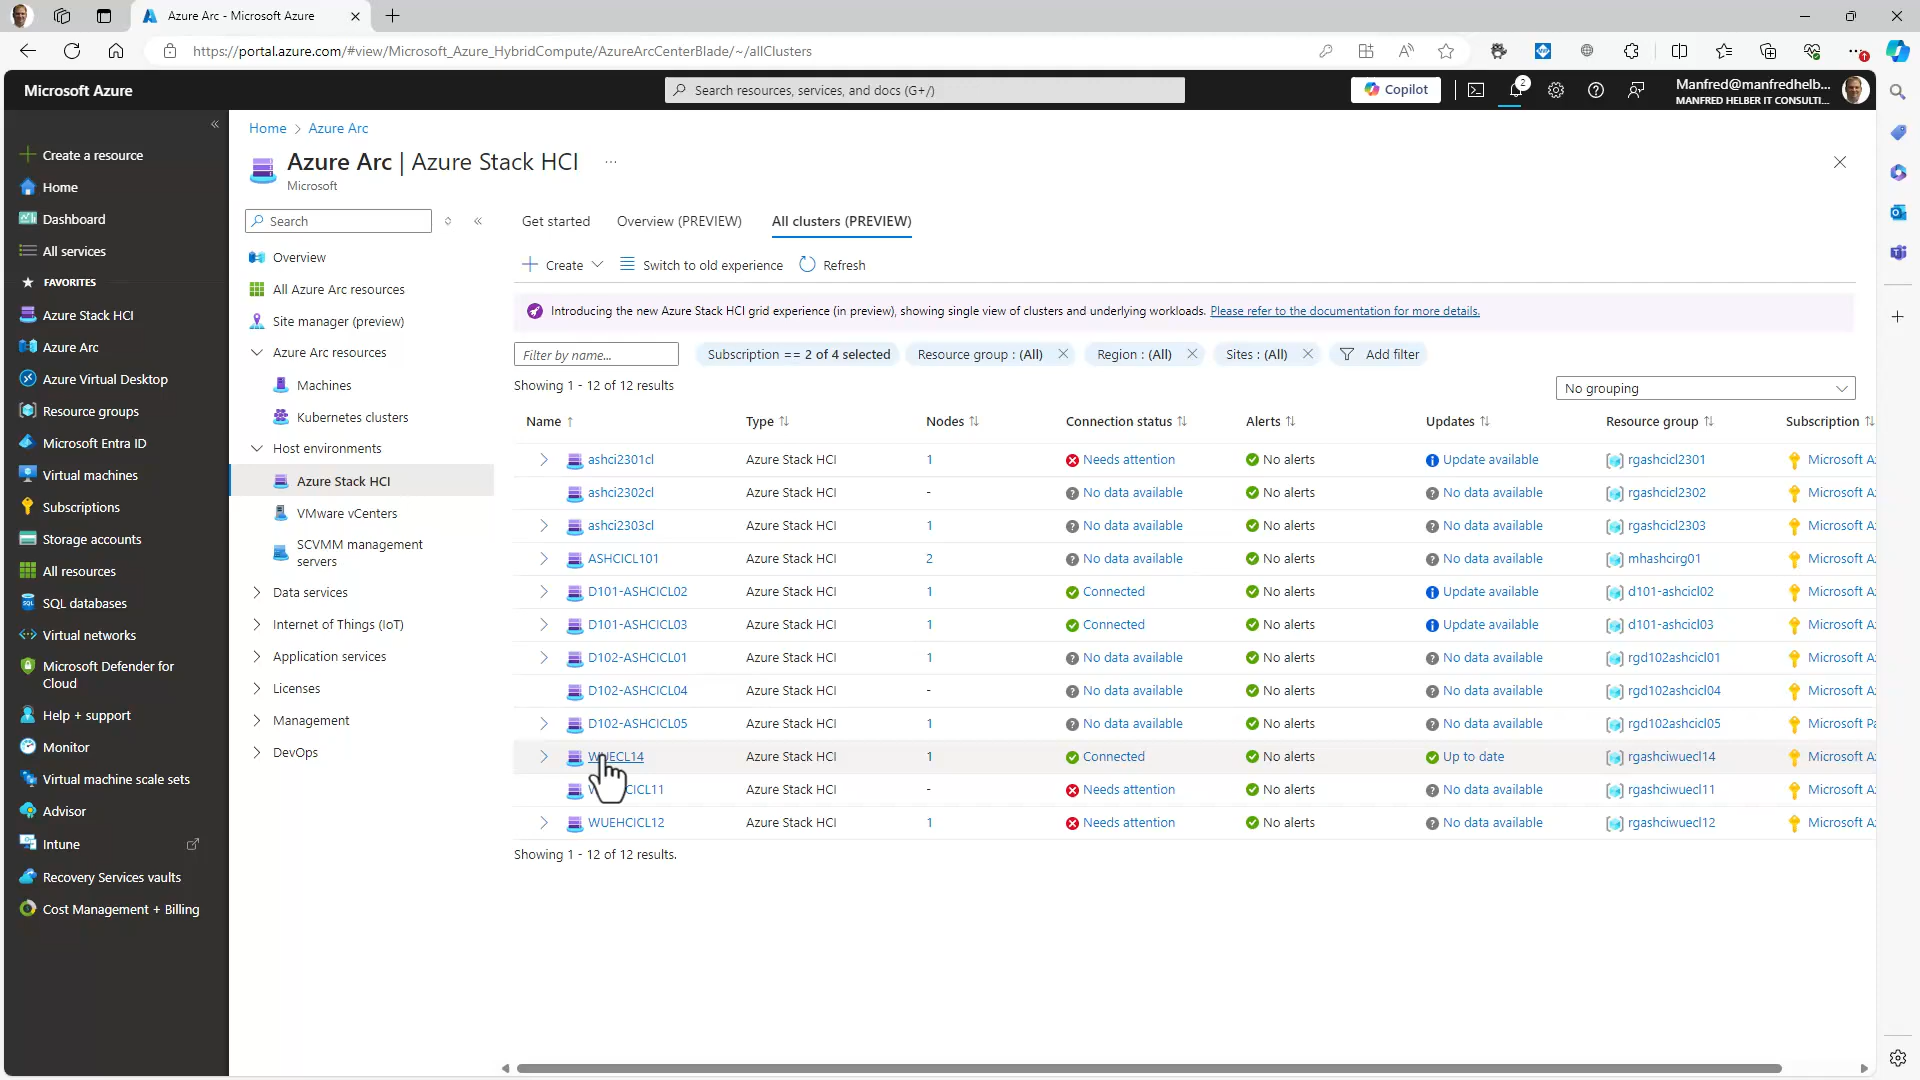 Azure Arc - Microsoft Azure
https://portal.azure.com/#view/Microsoft_Azure_HybridCompute/AzureArcCenterBlade/~/allClusters
Microsoft Azure
Search resources, services, and docs (G+/)
Copilot
2
Manfred@manfredhelb...
MANFRED HELBER IT CONSULTI...
Create a resource
Home
Dashboard
All services
FAVORITES
Azure Stack HCI
Azure Arc
Azure Virtual Desktop
Resource groups
Microsoft Entra ID
Virtual machines
Subscriptions
Storage accounts
All resources
SQL databases
Virtual networks
Microsoft Defender for
Cloud
Help + support
Monitor
Virtual machine scale sets
Advisor
Intune
Recovery Services vaults
Cost Management + Billing
Home > Azure Arc
Azure Arc | Azure Stack HCI ...
Microsoft
Search
Overview
All Azure Arc resources
Site manager (preview)
Azure Arc resources
Machines
Kubernetes clusters
Host environments
Azure Stack HCI
VMware vCenters
SCVMM management
servers
Data services
Internet of Things (IoT)
Application services
Licenses
Management
DevOps
Get started Overview (PREVIEW) All clusters (PREVIEW)
Create Switch to old experience Refresh
Introducing the new Azure Stack HCI grid experience (in preview), showing single view of clusters and underlying workloads. Please refer to the documentation for more details.
Filter by name... Subscription == 2 of 4 selected Resource group : (All) Region : (All) Sites : (All) Add filter
Showing 1 - 12 of 12 results
No grouping
Name Type Nodes Connection status Alerts Updates Resource group Subscription
ashci2301cl Azure Stack HCI 1 Needs attention No alerts Update available rgashcicl2301 Microsoft A
ashci2302cl Azure Stack HCI - No data available No alerts No data available rgashcicl2302 Microsoft A
ashci2303cl Azure Stack HCI 1 No data available No alerts No data available rgashcicl2303 Microsoft A
ASHCICL101 Azure Stack HCI 2 No data available No alerts No data available mhashcirg01 Microsoft A
D101-ASHCICL02 Azure Stack HCI 1 Connected No alerts Update available d101-ashcicl02 Microsoft A
D101-ASHCICL03 Azure Stack HCI 1 Connected No alerts Update available d101-ashcicl03 Microsoft A
D102-ASHCICL01 Azure Stack HCI 1 No data available No alerts No data available rgd102ashcicl01 Microsoft A
D102-ASHCICL04 Azure Stack HCI - No data available No alerts No data available rgd102ashcicl04 Microsoft A
D102-ASHCICL05 Azure Stack HCI 1 No data available No alerts No data available rgd102ashcicl05 Microsoft Pa
WUECL14 Azure Stack HCI 1 Connected No alerts Up to date rgashciwuecl14 Microsoft A
Azure Stack HCI - Needs attention No alerts No data available rgashciwuecl11 Microsoft A
WUEHCICL12 Azure Stack HCI 1 Needs attention No alerts No data available rgashciwuecl12 Microsoft A
Showing 1 - 12 of 12 results.